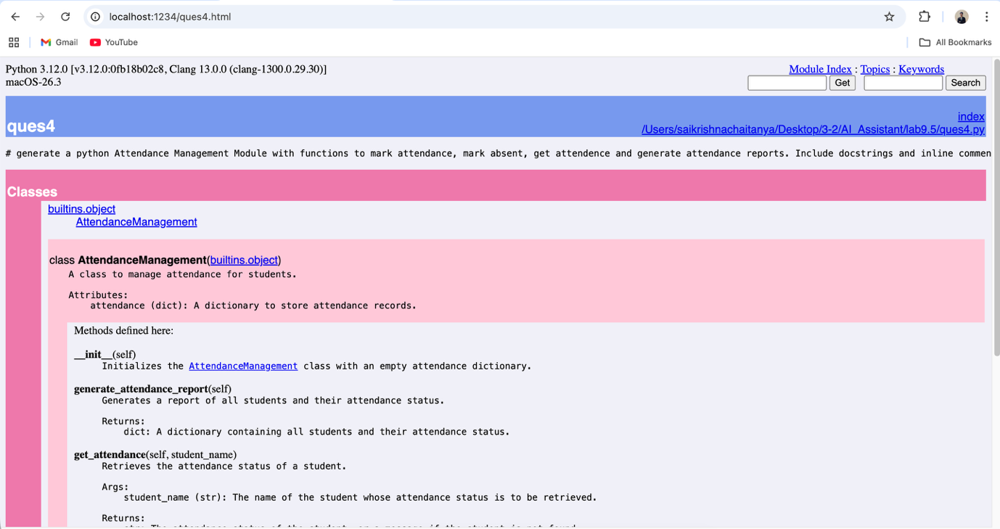 localhost:1234/ques4.html
Gmail YouTube All Bookmarks
Python 3.12.0 [v3.12.0:0fb18b02c8, Clang 13.0.0 (clang-1300.0.29.30)]
macOS-26.3
Module Index : Topics : Keywords
Get Search
ques4
index
/Users/saikrishnachaitanya/Desktop/3-2/AI_Assistant/lab9.5/ques4.py
# generate a python Attendance Management Module with functions to mark attendance, mark absent, get attendence and generate attendance reports. Include docstrings and inline commen
Classes
builtins.object
AttendanceManagement
class AttendanceManagement(builtins.object)
A class to manage attendance for students.
Attributes:
attendance (dict): A dictionary to store attendance records.
Methods defined here:
__init__(self)
Initializes the AttendanceManagement class with an empty attendance dictionary.
generate_attendance_report(self)
Generates a report of all students and their attendance status.
Returns:
dict: A dictionary containing all students and their attendance status.
get_attendance(self, student_name)
Retrieves the attendance status of a student.
Args:
student_name (str): The name of the student whose attendance status is to be retrieved.
Returns: